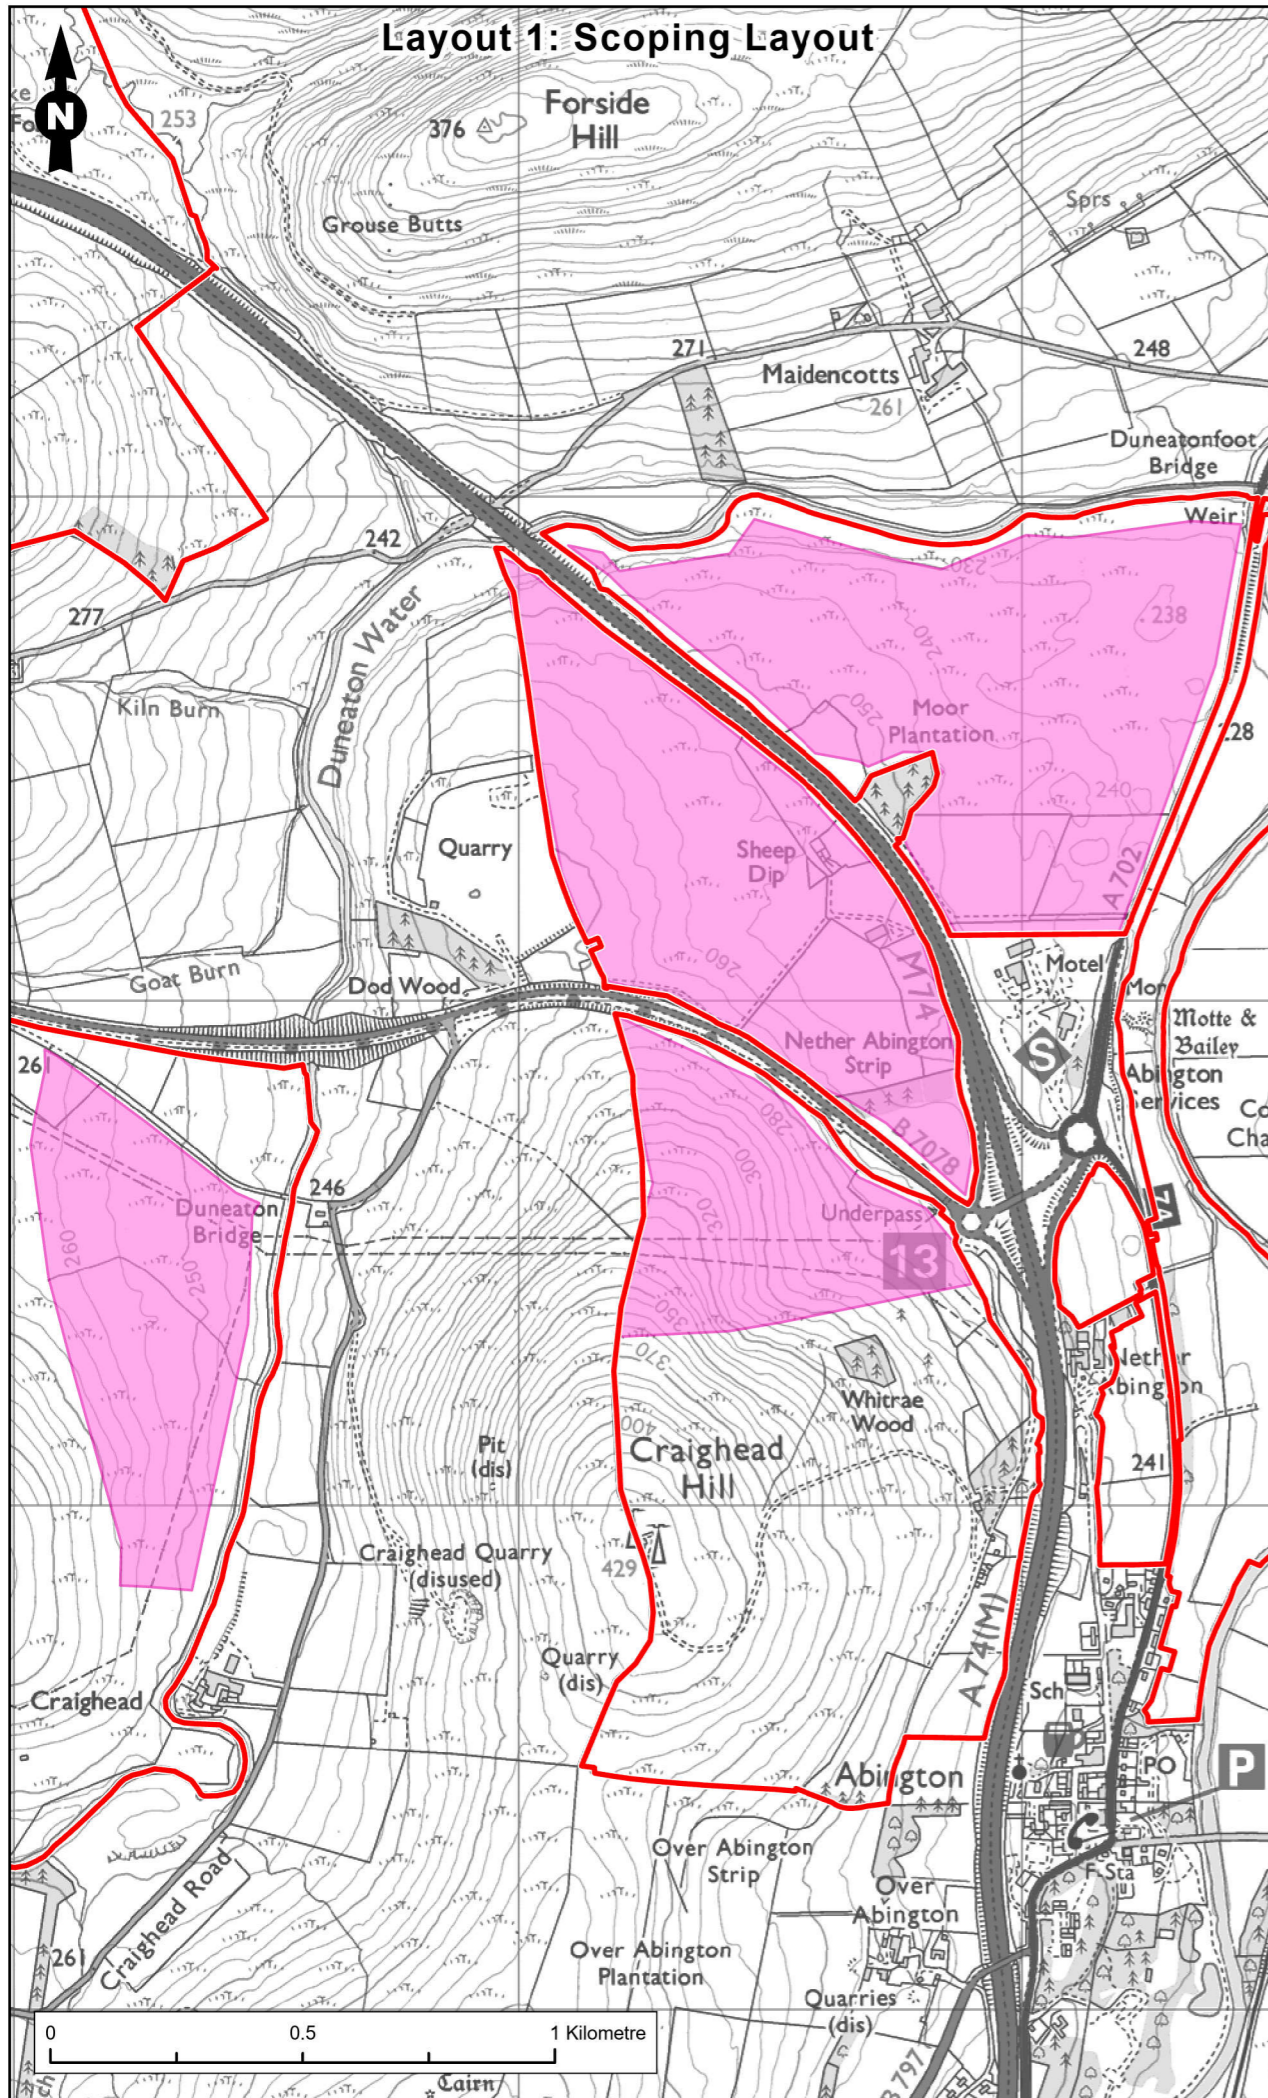 Layout 1: Scoping Layout
N
253
376
Forside
Hill
Grouse Butts
Sprs
271
248
Maidencotts
261
Duneatonfoot
Bridge
Weir
242
230
277
238
240
Duneaton Water
Kiln Burn
250
Moor
Plantation
228
240
Quarry
Sheep
Dip
A 702
260
M74
Goat Burn
Dod Wood
Motel
Motte &
Bailey
S
Nether Abington
Strip
261
Abington
Services
280
B 7078
300
246
Duneaton
Bridge
320
Underpass
260
250
13
350
370
Nether
Abington
Whitrae
Wood
400
Craighead
Hill
Pit
(dis)
241
Craighead Quarry
(disused)
429
A 74(M)
Quarry
(dis)
Sch
Craighead
Abington
PO
P
Over Abington
Strip
F Sta
Over
Abington
Craighead Road
261
Over Abington
Plantation
Quarries
(dis)
0
0.5
1 Kilometre
B 797
Cairn